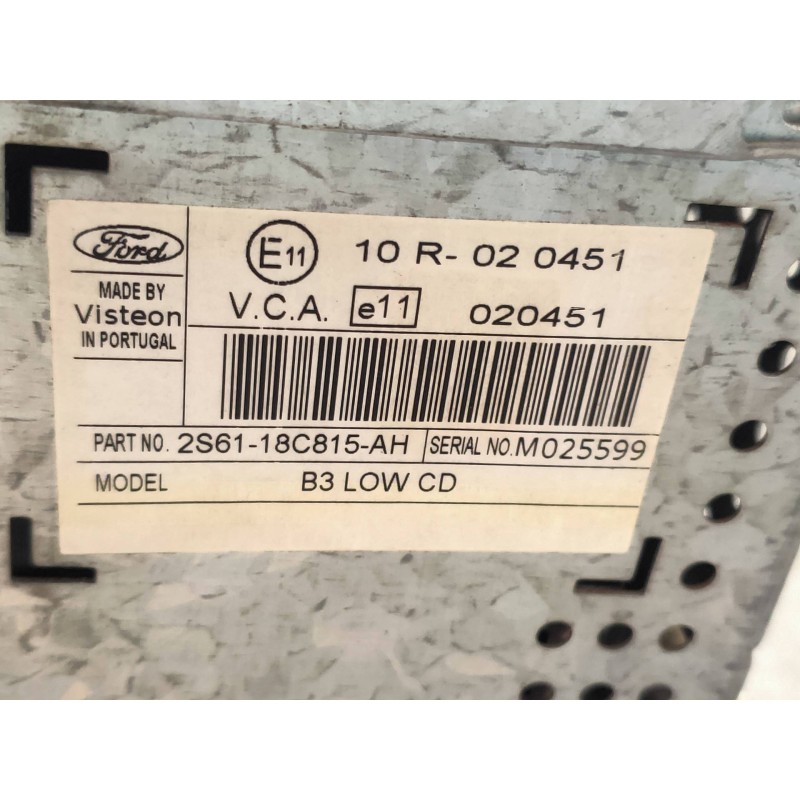 Ford
E11 10 R- 02 0451
MADE BY
Visteon
IN PORTUGAL
V.C.A. e11 020451
PART NO. 2S61-18C815-AH SERIAL NO. M025599
MODEL B3 LOW CD